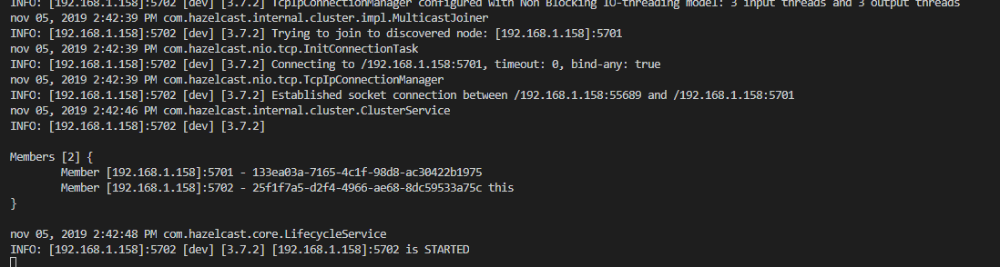 INFO: [192.168.1.158]:5702 [dev] [3.7.2] TcpIpConnectionManager configured with Non Blocking IO-threading model: 3 input threads and 3 output threads
nov 05, 2019 2:42:39 PM com.hazelcast.internal.cluster.impl.MulticastJoiner
INFO: [192.168.1.158]:5702 [dev] [3.7.2] Trying to join to discovered node: [192.168.1.158]:5701
nov 05, 2019 2:42:39 PM com.hazelcast.nio.tcp.InitConnectionTask
INFO: [192.168.1.158]:5702 [dev] [3.7.2] Connecting to /192.168.1.158:5701, timeout: 0, bind-any: true
nov 05, 2019 2:42:39 PM com.hazelcast.nio.tcp.TcpIpConnectionManager
INFO: [192.168.1.158]:5702 [dev] [3.7.2] Established socket connection between /192.168.1.158:55689 and /192.168.1.158:5701
nov 05, 2019 2:42:46 PM com.hazelcast.internal.cluster.ClusterService
INFO: [192.168.1.158]:5702 [dev] [3.7.2]
Members [2] {
Member [192.168.1.158]:5701 - 133ea03a-7165-4c1f-98d8-ac30422b1975
Member [192.168.1.158]:5702 - 25f1f7a5-d2f4-4966-ae68-8dc59533a75c this
}
nov 05, 2019 2:42:48 PM com.hazelcast.core.LifecycleService
INFO: [192.168.1.158]:5702 [dev] [3.7.2] [192.168.1.158]:5702 is STARTED